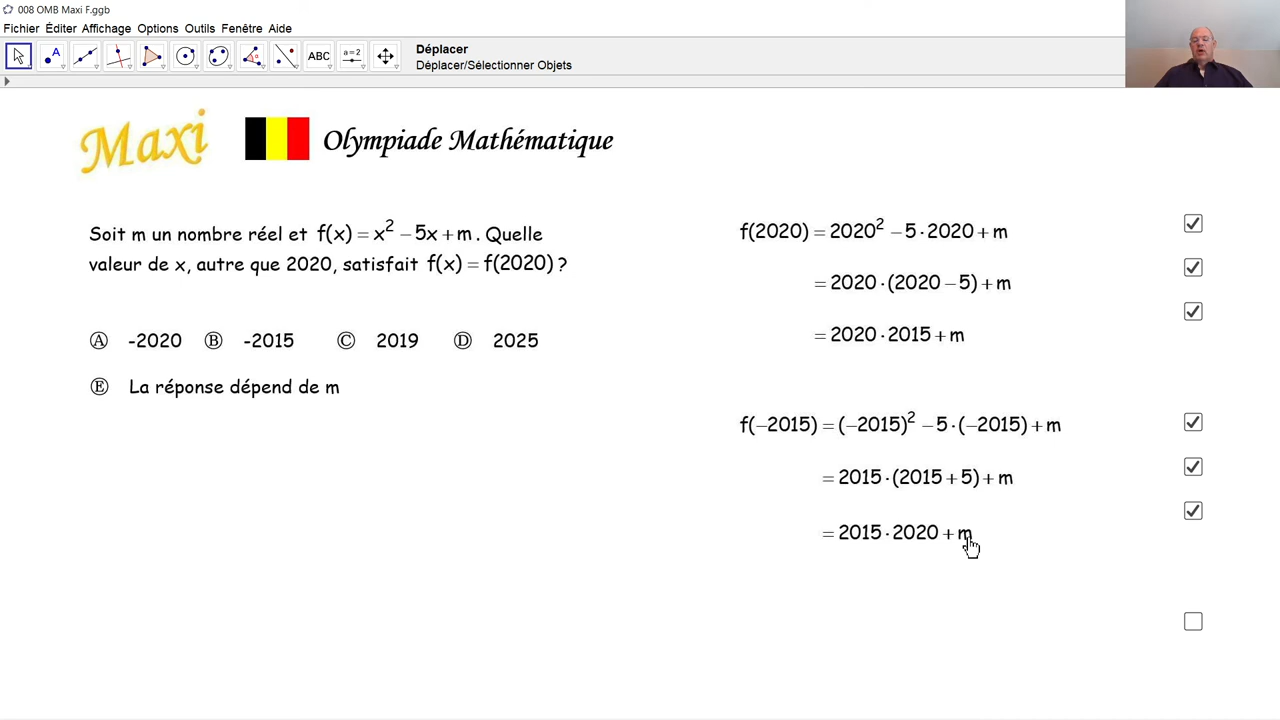 008 OMB Maxi F.ggb
Fichier Éditer Affichage Options Outils Fenêtre Aide
A ABC a=2 Déplacer
Déplacer/Sélectionner Objets
Maxi Olympiade Mathématique
Soit m un nombre réel et f(x) = x² − 5x + m. Quelle
valeur de x, autre que 2020, satisfait f(x) = f(2020) ?
Ⓐ -2020 Ⓑ -2015 Ⓒ 2019 Ⓓ 2025
Ⓔ La réponse dépend de m
f(2020) = 2020² − 5·2020 + m
= 2020·(2020 − 5) + m
= 2020·2015 + m
f(−2015) = (−2015)² − 5·(−2015) + m
= 2015·(2015 + 5) + m
= 2015·2020 + m